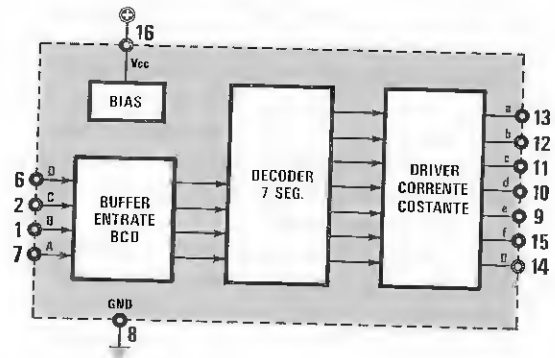 16
Vcc
BIAS
6 D
2 C
1 B
7 A
BUFFER
ENTRATE
BCD
DECODER
7 SEG.
DRIVER
CORRENTE
COSTANTE
a 13
b 12
c 11
d 10
e 9
f 15
g 14
GND
8